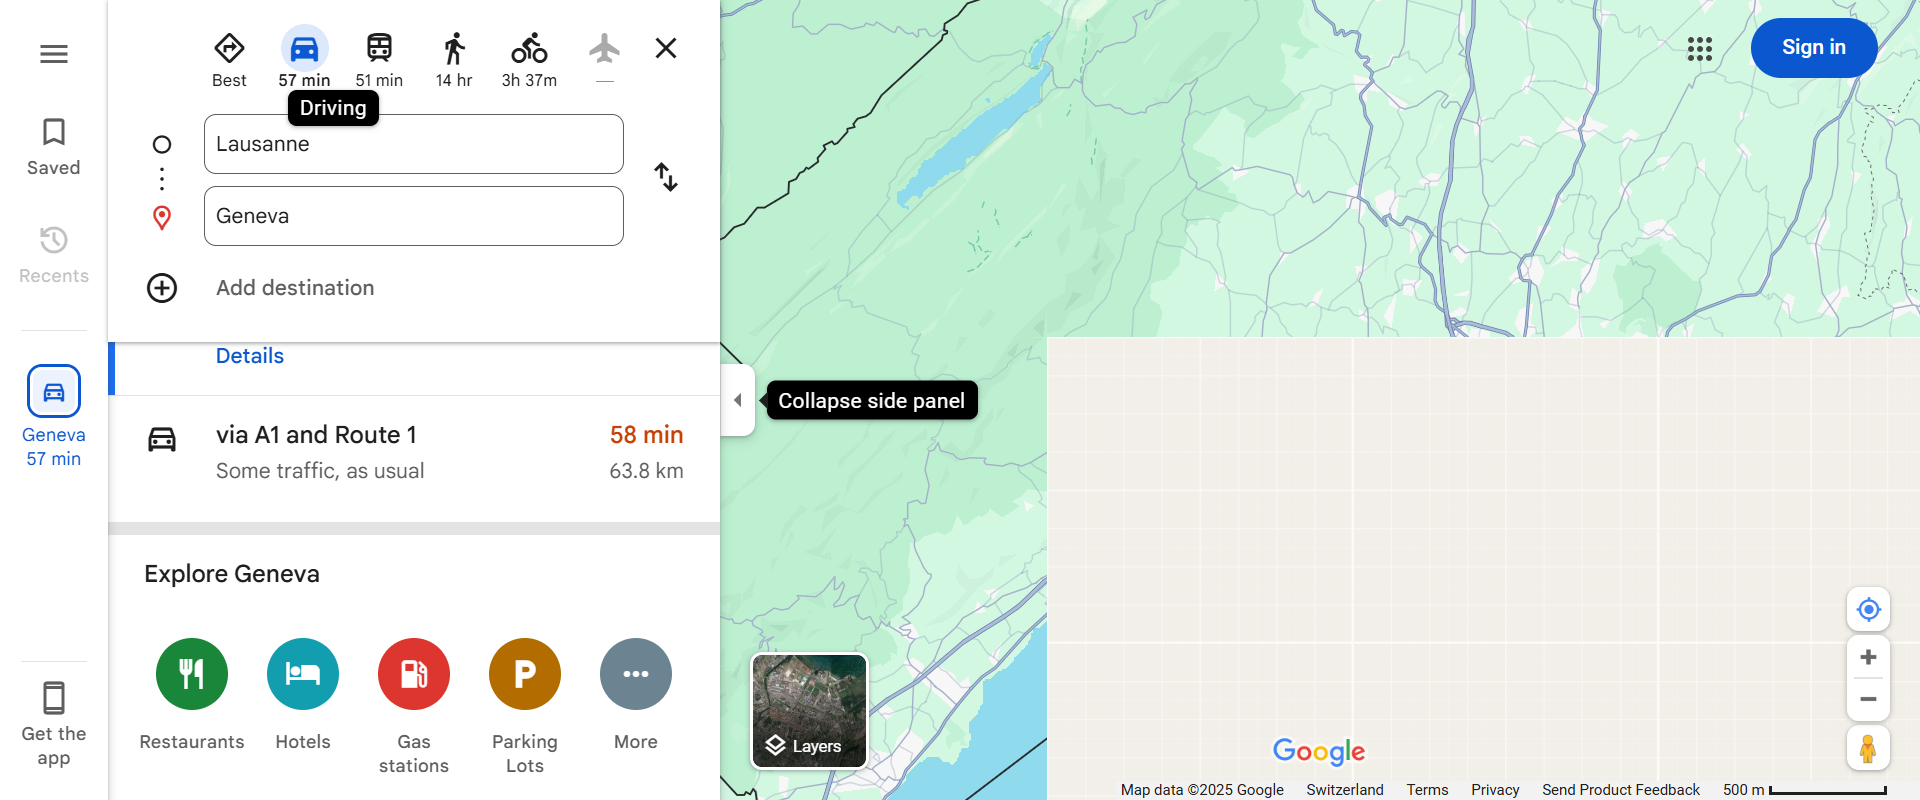 Best
57 min
51 min
14 hr
3h 37m
—
Driving
Sign in
Lausanne
Geneva
Add destination
Saved
Recents
Geneva
57 min
Get the
app
Details
Collapse side panel
via A1 and Route 1
58 min
Some traffic, as usual
63.8 km
Explore Geneva
P
Restaurants
Hotels
Gas
stations
Parking
Lots
More
Layers
Google
Map data ©2025 Google
Switzerland
Terms
Privacy
Send Product Feedback
500 m